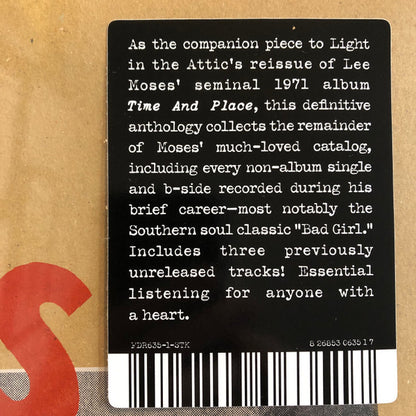 As the companion piece to Light
in the Attic's reissue of Lee
Moses' seminal 1971 album
Time And Place, this definitive
anthology collects the remainder
of Moses' much-loved catalog,
including every non-album single
and b-side recorded during his
brief career—most notably the
Southern soul classic "Bad Girl."
Includes three previously
unreleased tracks! Essential
listening for anyone with
a heart.
FDR635-1-STK 8 26853 0635 1 7
S